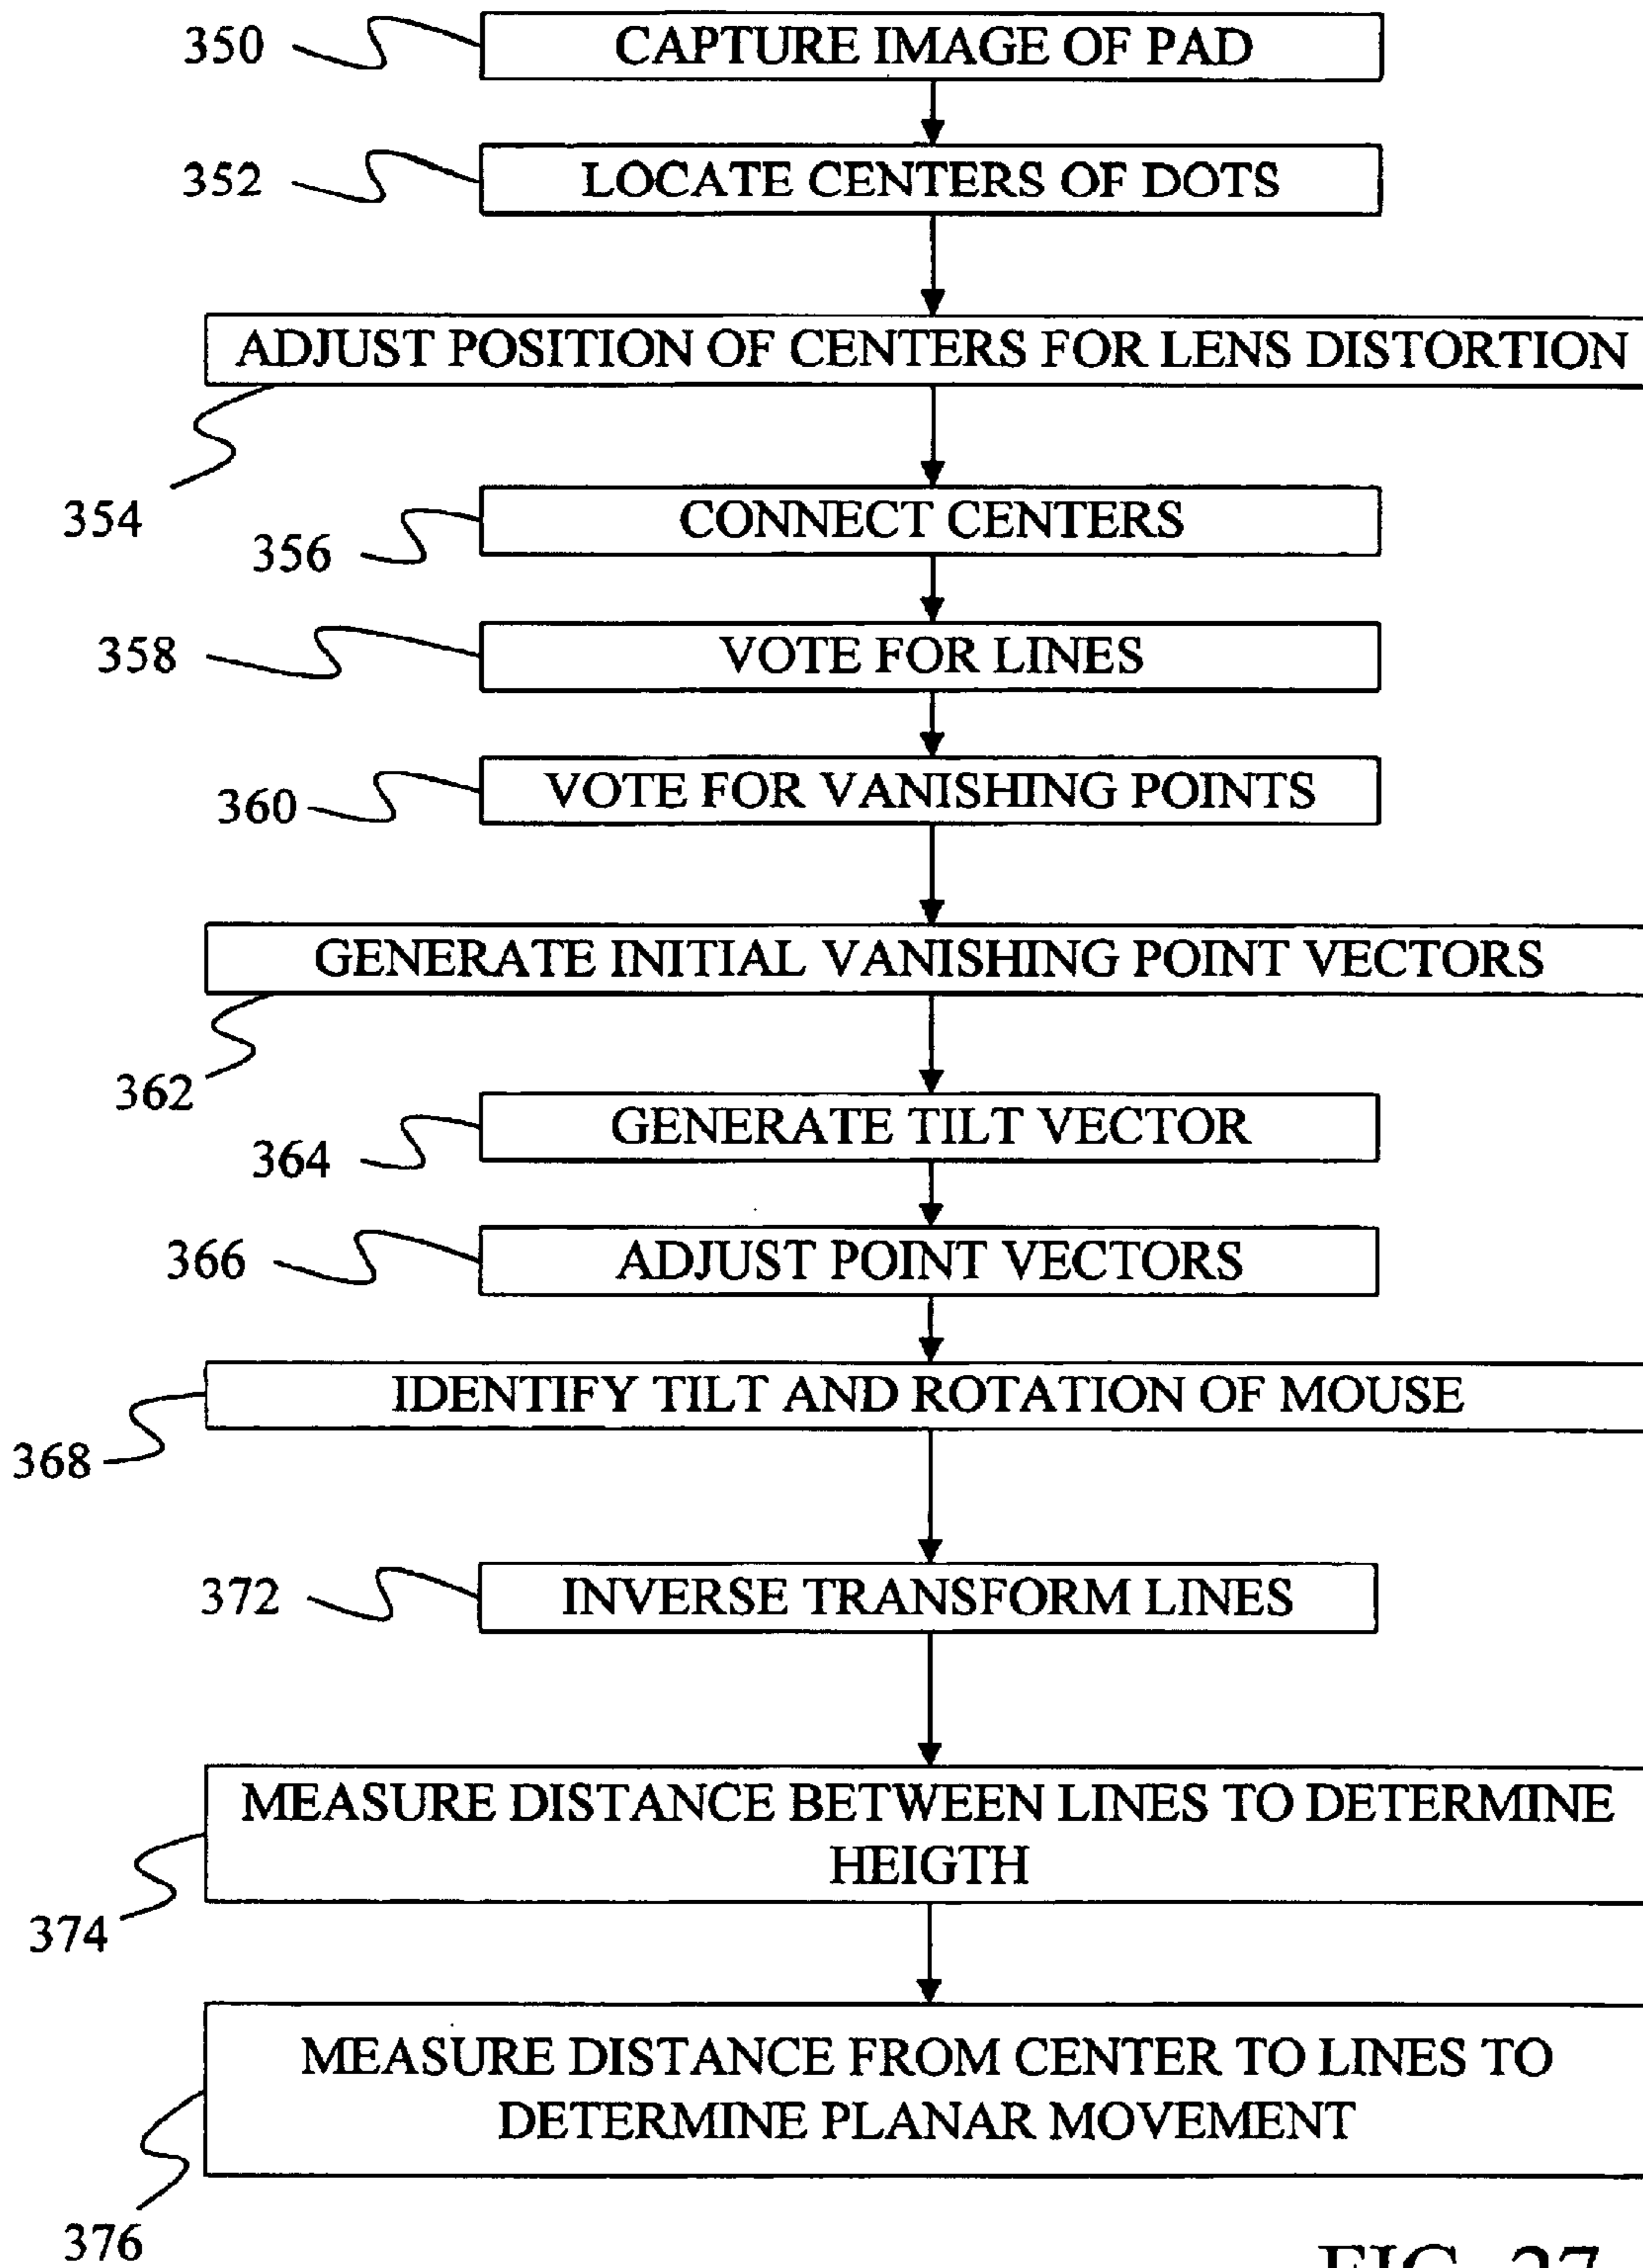 350 CAPTURE IMAGE OF PAD
352 LOCATE CENTERS OF DOTS
ADJUST POSITION OF CENTERS FOR LENS DISTORTION
354
356 CONNECT CENTERS
358 VOTE FOR LINES
360 VOTE FOR VANISHING POINTS
GENERATE INITIAL VANISHING POINT VECTORS
362
364 GENERATE TILT VECTOR
366 ADJUST POINT VECTORS
IDENTIFY TILT AND ROTATION OF MOUSE
368
372 INVERSE TRANSFORM LINES
MEASURE DISTANCE BETWEEN LINES TO DETERMINE
HEIGTH
374
MEASURE DISTANCE FROM CENTER TO LINES TO
DETERMINE PLANAR MOVEMENT
376
FIG. 27